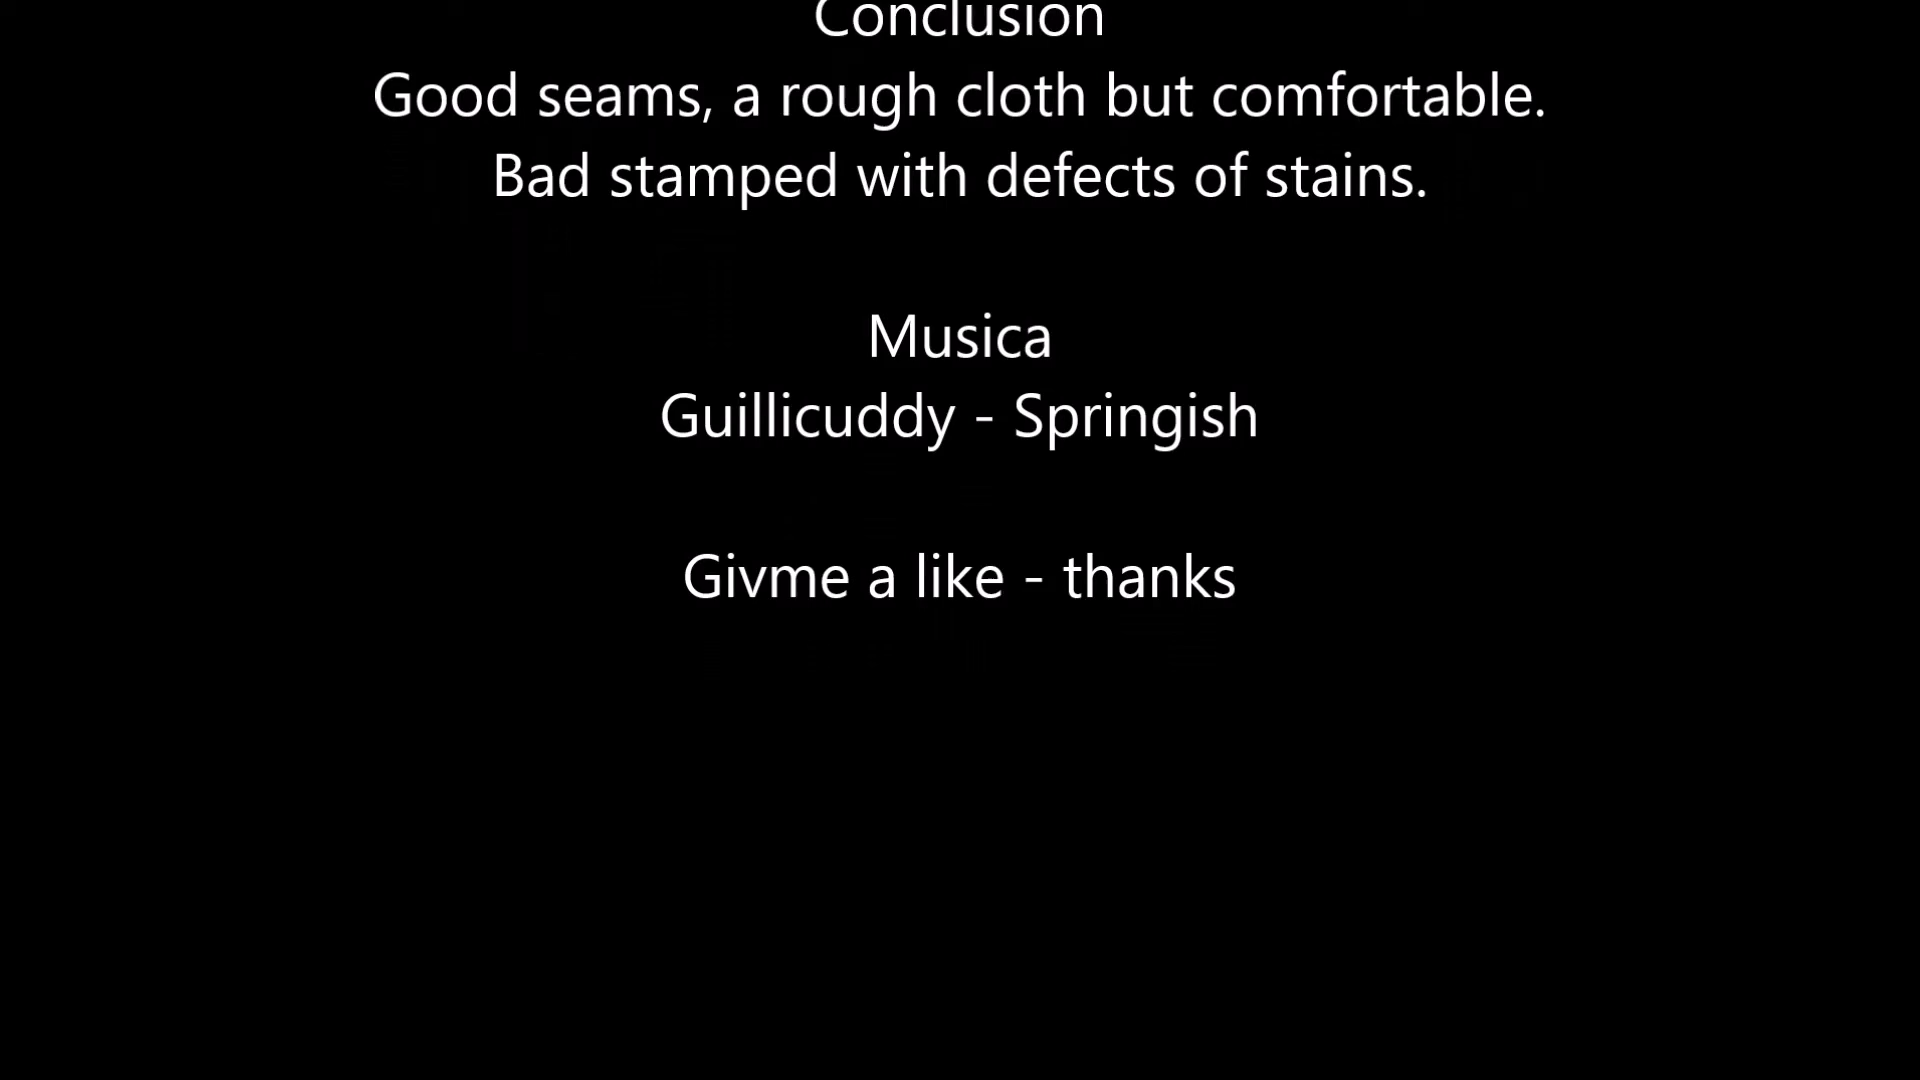 Conclusion
Good seams, a rough cloth but comfortable.
Bad stamped with defects of stains.
Musica
Guillicuddy - Springish
Givme a like - thanks